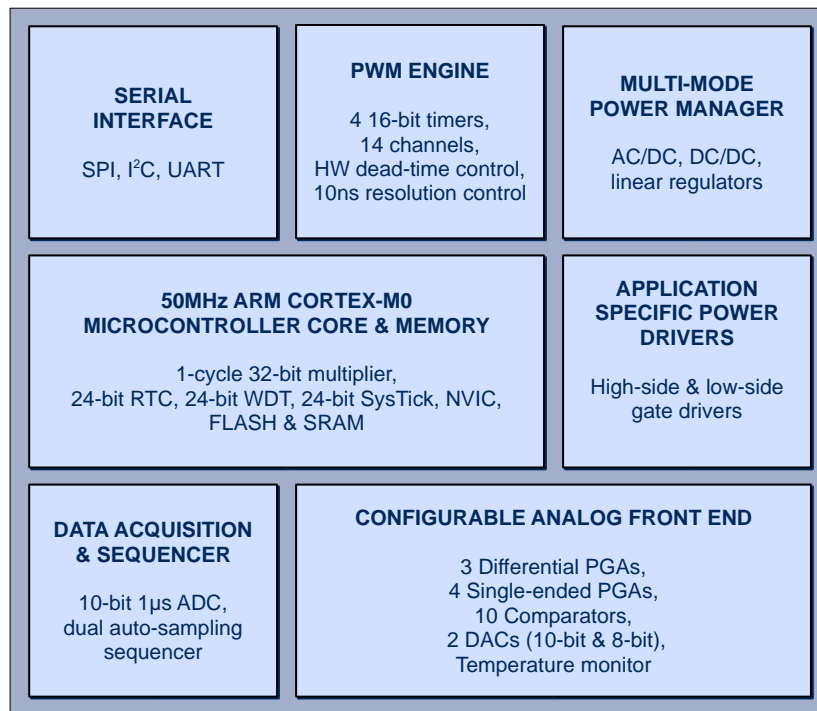 SERIAL
INTERFACE
SPI, I²C, UART
PWM ENGINE
4 16-bit timers,
14 channels,
HW dead-time control,
10ns resolution control
MULTI-MODE
POWER MANAGER
AC/DC, DC/DC,
linear regulators
50MHz ARM CORTEX-M0
MICROCONTROLLER CORE & MEMORY
1-cycle 32-bit multiplier,
24-bit RTC, 24-bit WDT, 24-bit SysTick, NVIC,
FLASH & SRAM
APPLICATION
SPECIFIC POWER
DRIVERS
High-side & low-side
gate drivers
DATA ACQUISITION
& SEQUENCER
10-bit 1µs ADC,
dual auto-sampling
sequencer
CONFIGURABLE ANALOG FRONT END
3 Differential PGAs,
4 Single-ended PGAs,
10 Comparators,
2 DACs (10-bit & 8-bit),
Temperature monitor